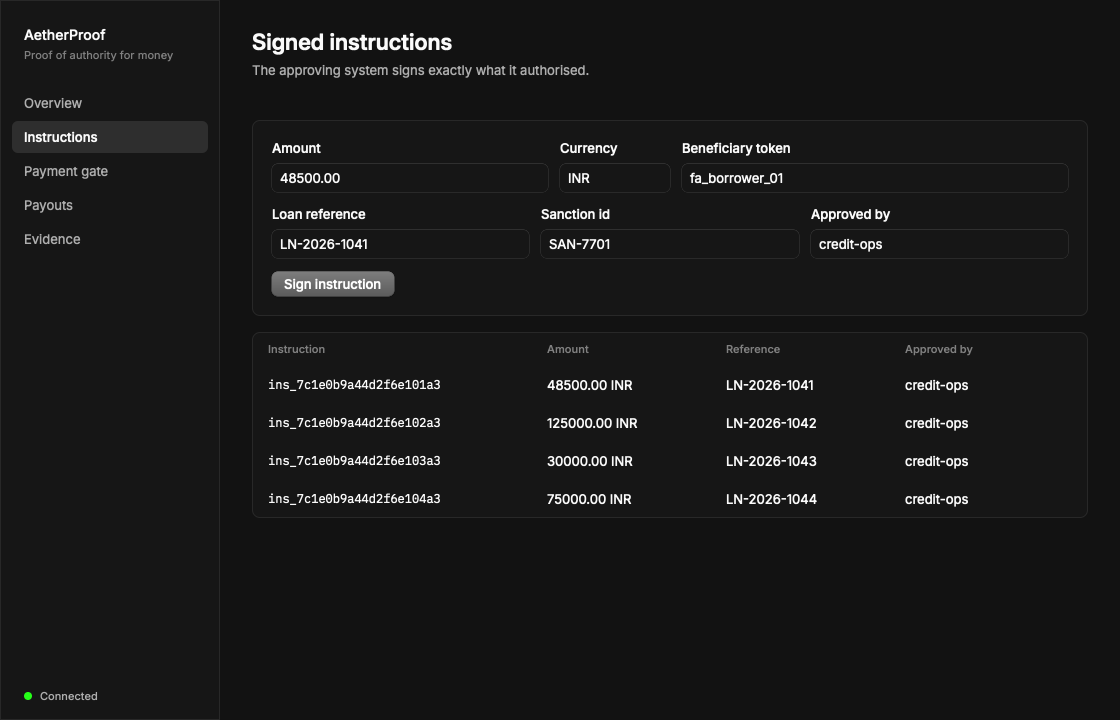 AetherProof
Proof of authority for money
Overview
Instructions
Payment gate
Payouts
Evidence
Connected
Signed instructions
The approving system signs exactly what it authorised.
Amount Currency Beneficiary token
48500.00 INR fa_borrower_01
Loan reference Sanction id Approved by
LN-2026-1041 SAN-7701 credit-ops
Sign instruction
Instruction Amount Reference Approved by
ins_7c1e0b9a44d2f6e101a3 48500.00 INR LN-2026-1041 credit-ops
ins_7c1e0b9a44d2f6e102a3 125000.00 INR LN-2026-1042 credit-ops
ins_7c1e0b9a44d2f6e103a3 30000.00 INR LN-2026-1043 credit-ops
ins_7c1e0b9a44d2f6e104a3 75000.00 INR LN-2026-1044 credit-ops